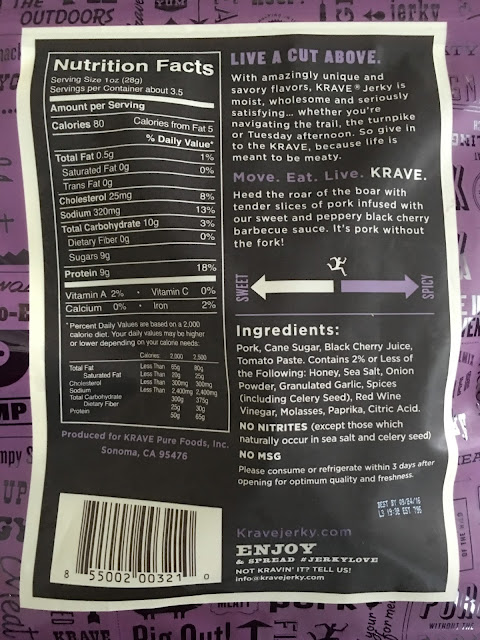 THE OUTDOORS
jerky
Nutrition Facts
Serving Size 1oz (28g)
Servings per Container about 3.5
Amount per Serving
Calories 80 Calories from Fat 5
% Daily Value*
Total Fat 0.5g 1%
Saturated Fat 0g 0%
Trans Fat 0g
Cholesterol 25mg 8%
Sodium 320mg 13%
Total Carbohydrate 10g 3%
Dietary Fiber 0g 0%
Sugars 9g
Protein 9g 18%
Vitamin A 2% • Vitamin C 0%
Calcium 0% • Iron 2%
*Percent Daily Values are based on a 2,000
calorie diet. Your daily values may be higher
or lower depending on your calorie needs:
Calories: 2,000 2,500
Total Fat Less Than 65g 80g
Saturated Fat Less Than 20g 25g
Cholesterol Less Than 300mg 300mg
Sodium Less Than 2,400mg 2,400mg
Total Carbohydrate 300g 375g
Dietary Fiber 25g 30g
Protein 50g 65g
Produced for KRAVE Pure Foods, Inc.
Sonoma, CA 95476
8 55002 00321 0
LIVE A CUT ABOVE.
With amazingly unique and
savory flavors, KRAVE® Jerky is
moist, wholesome and seriously
satisfying... whether you're
navigating the trail, the turnpike
or Tuesday afternoon. So give in
to the KRAVE, because life is
meant to be meaty.
Move. Eat. Live. KRAVE.
Heed the roar of the boar with
tender slices of pork infused with
our sweet and peppery black cherry
barbecue sauce. It's pork without
the fork!
SWEET
SPICY
Ingredients:
Pork, Cane Sugar, Black Cherry Juice,
Tomato Paste. Contains 2% or Less of
the Following: Honey, Sea Salt, Onion
Powder, Granulated Garlic, Spices
(including Celery Seed), Red Wine
Vinegar, Molasses, Paprika, Citric Acid.
NO NITRITES (except those which
naturally occur in sea salt and celery seed)
NO MSG
Please consume or refrigerate within 3 days after
opening for optimum quality and freshness.
Kravejerky.com
ENJOY
& SPREAD #JERKYLOVE
NOT KRAVIN' IT? TELL US!
info@kravejerky.com
KRAVE
Pig Out!